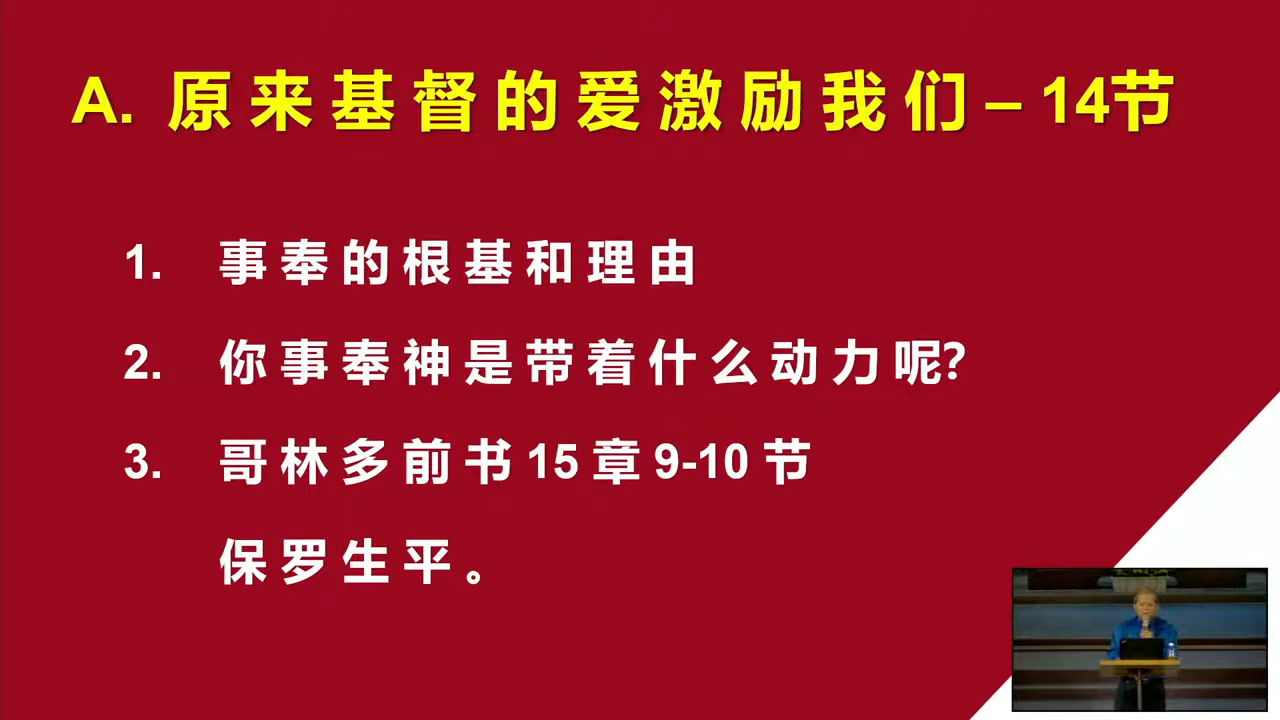 A. 原来基督的爱激励我们 – 14节
1. 事奉的根基和理由
2. 你事奉神是带着什么动力呢?
3. 哥林多前书 15 章 9-10 节
保罗生平。